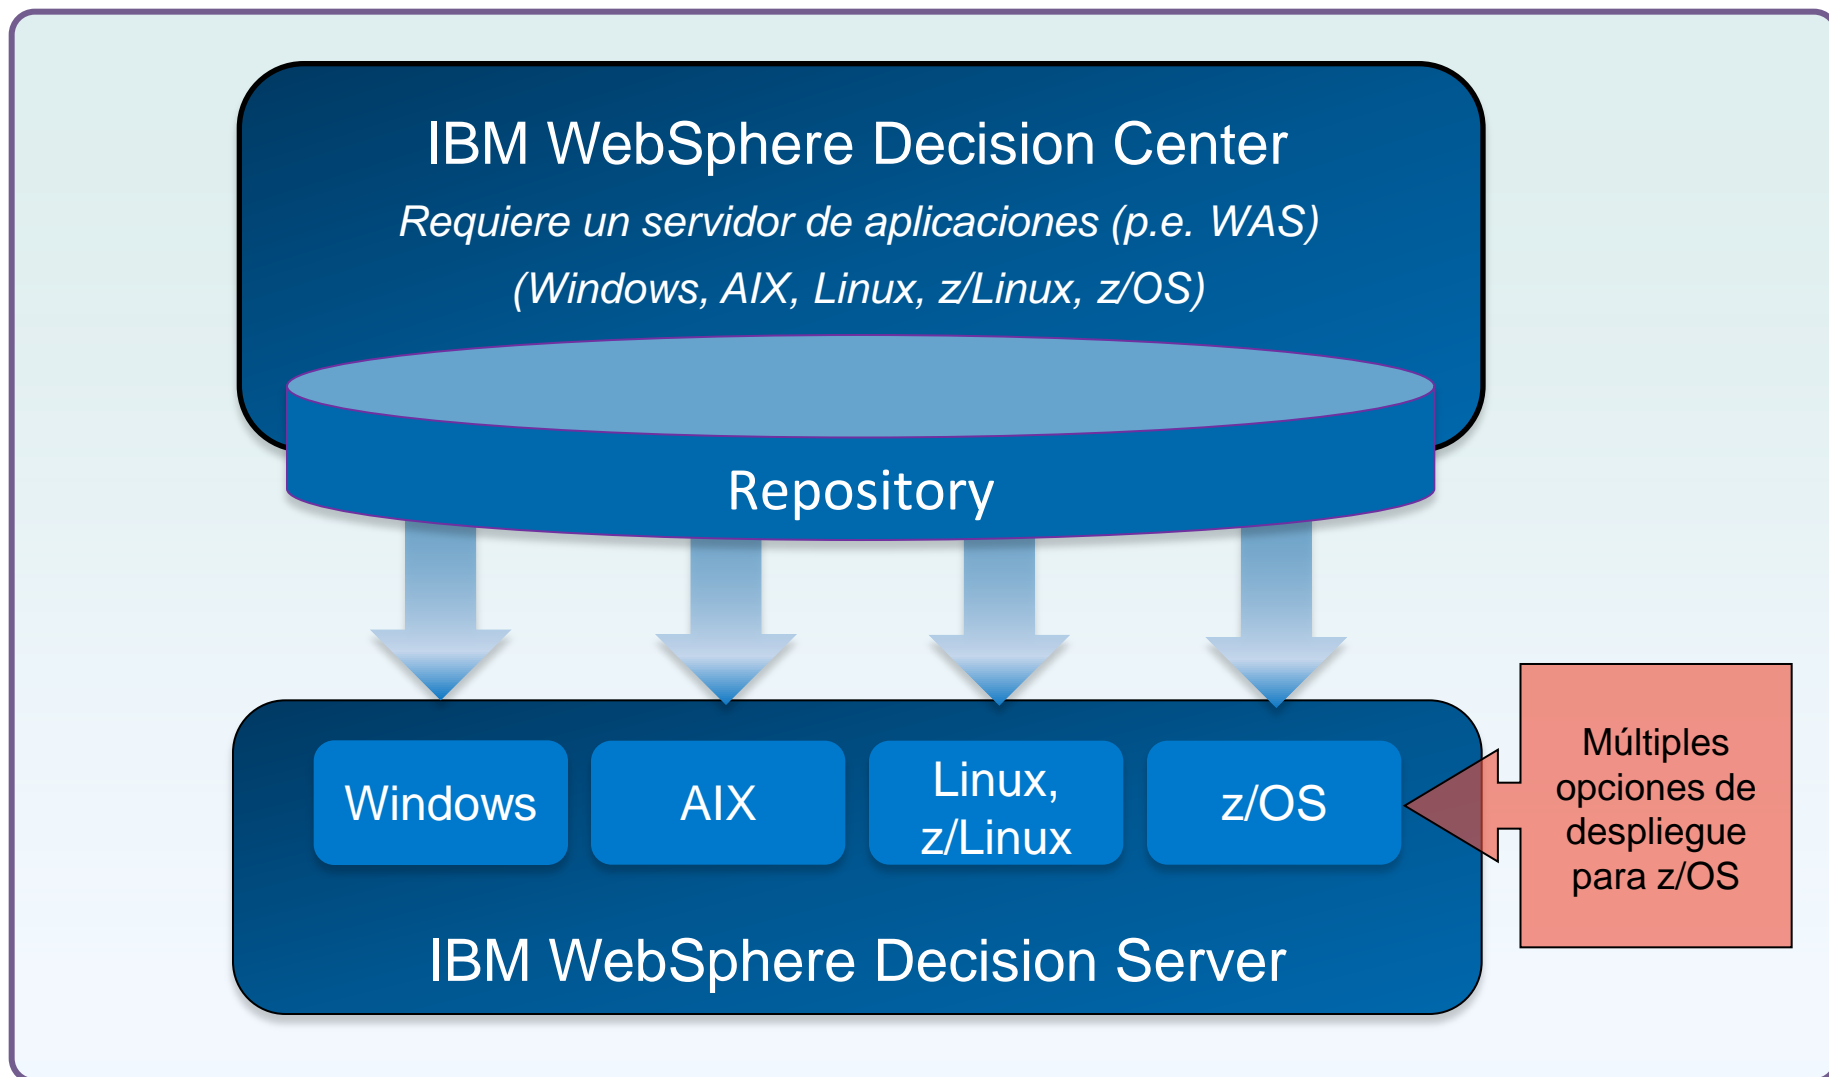 IBM WebSphere Decision Center
Requiere un servidor de aplicaciones (p.e. WAS)
(Windows, AIX, Linux, z/Linux, z/OS)
Repository
Windows
AIX
Linux,
z/Linux
z/OS
Múltiples
opciones de
despliegue
para z/OS
IBM WebSphere Decision Server